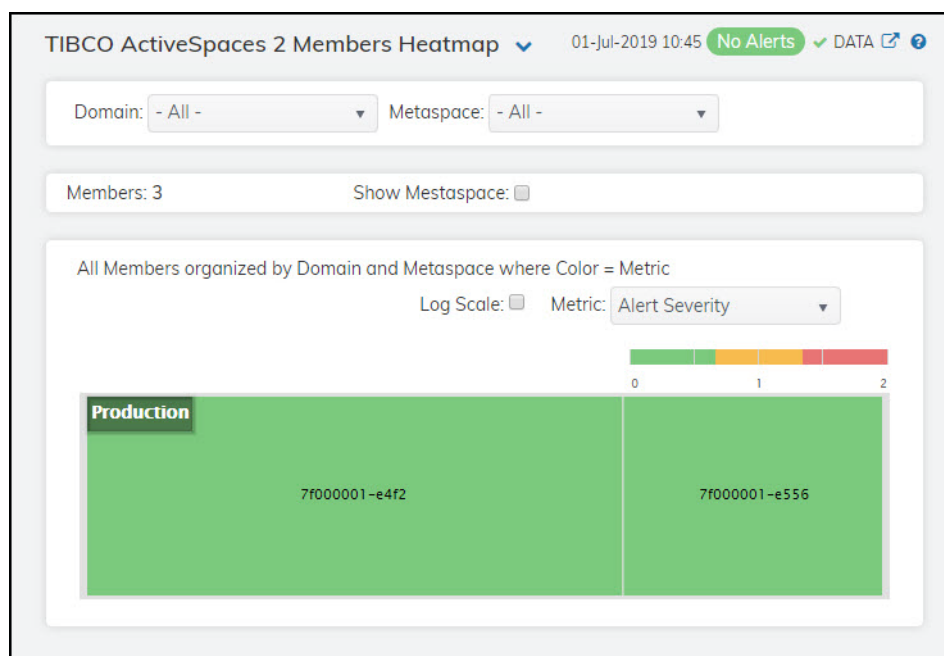 TIBCO ActiveSpaces 2 Members Heatmap 01-Jul-2019 10:45 No Alerts DATA
Domain: - All - Metaspace: - All -
Members: 3 Show Mestaspace:
All Members organized by Domain and Metaspace where Color = Metric
Log Scale: Metric: Alert Severity
0 1 2
Production
7f000001-e4f2 7f000001-e556